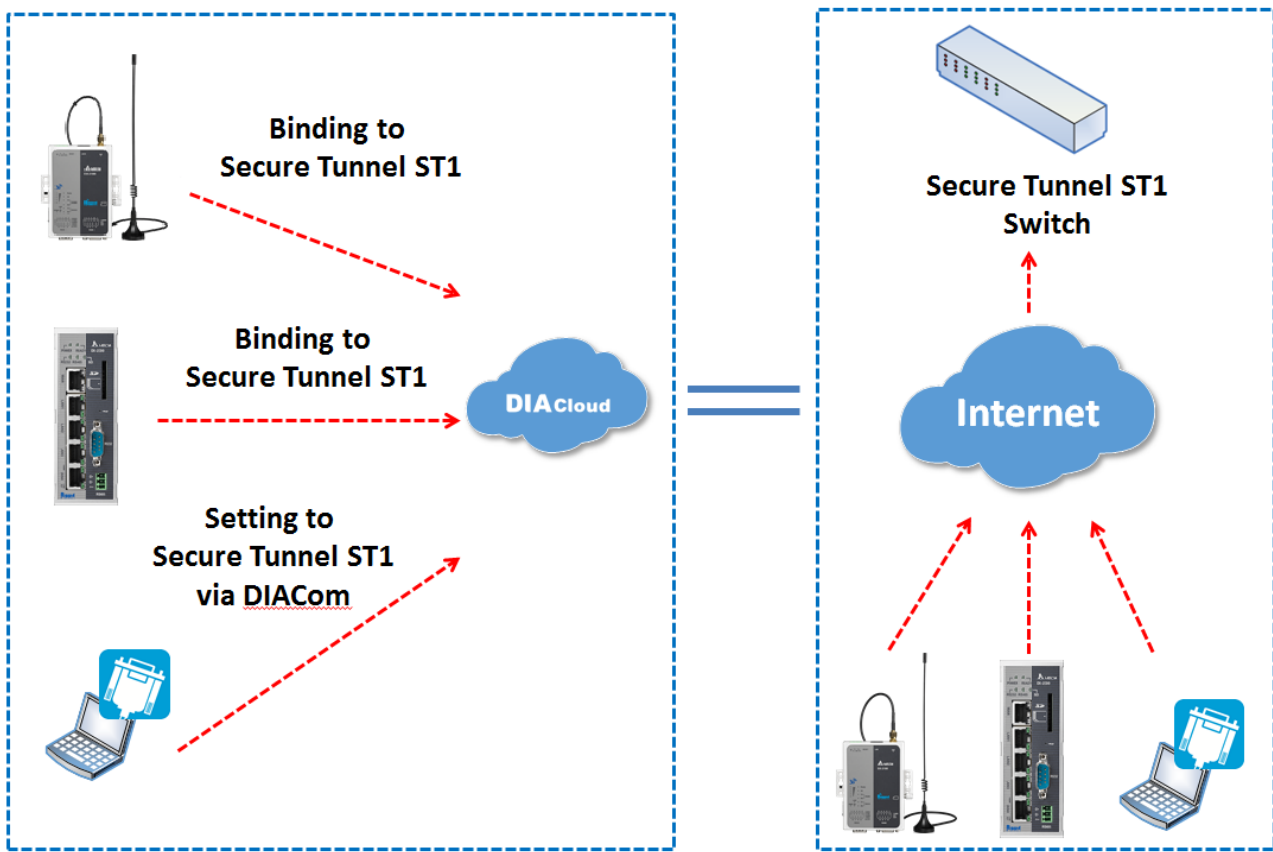 Binding to
Secure Tunnel ST1
Binding to
Secure Tunnel ST1
Setting to
Secure Tunnel ST1
via DIACom
DIACloud
Secure Tunnel ST1
Switch
Internet